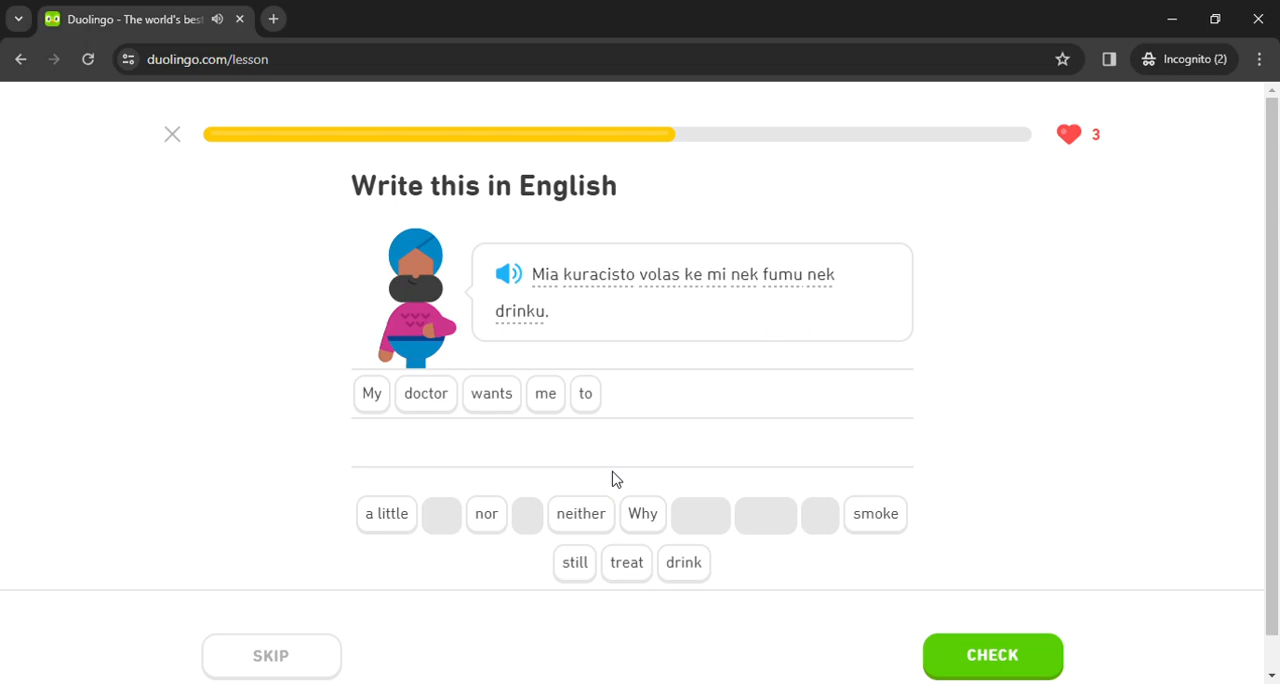 Duolingo - The world's bes
duolingo.com/lesson
Incognito (2)
3
Write this in English
Mia kuracisto volas ke mi nek fumu nek
drinku.
My doctor wants me to
a little nor neither Why smoke
still treat drink
SKIP
CHECK